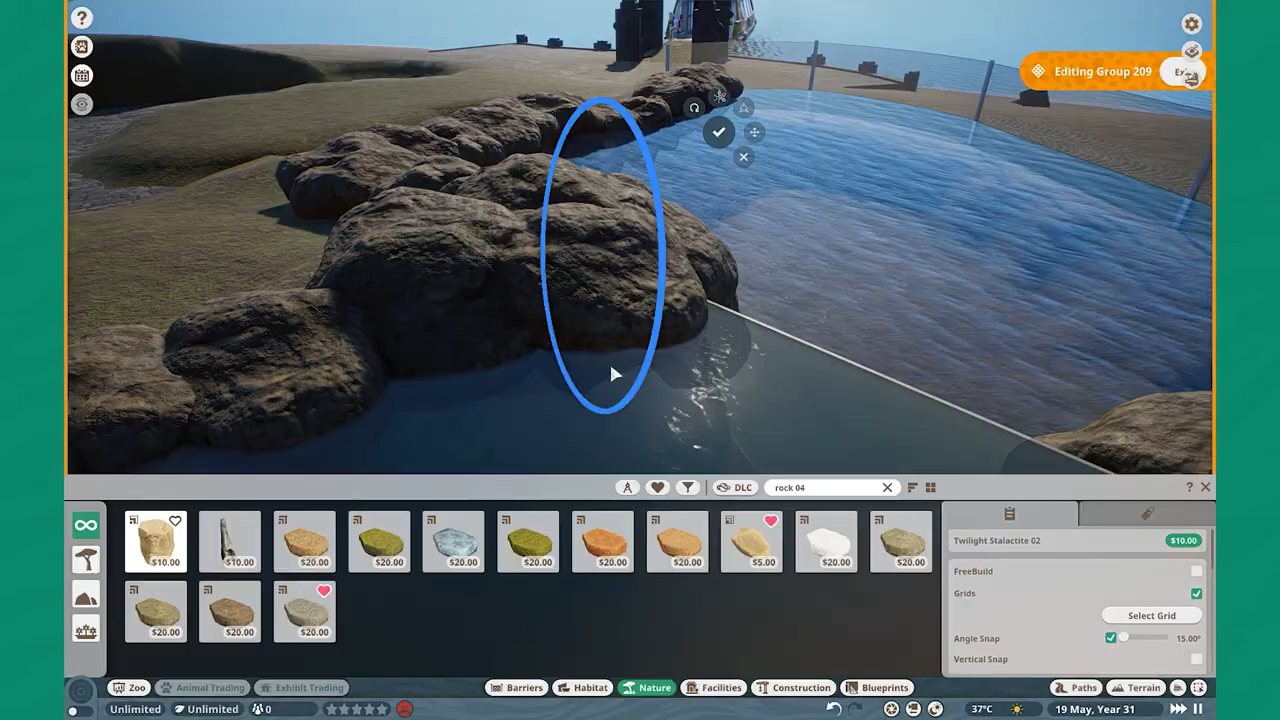 ?
Editing Group 209
DLC
rock 04
?
$10.00
$10.00
$20.00
$20.00
$20.00
$20.00
$20.00
$20.00
$5.00
$20.00
$20.00
$20.00
$20.00
$20.00
Twilight Stalactite 02
$10.00
FreeBuild
Grids
Select Grid
Angle Snap
15.00°
Vertical Snap
Zoo
Animal Trading
Exhibit Trading
Barriers
Habitat
Nature
Facilities
Construction
Blueprints
Paths
Terrain
Unlimited
Unlimited
0
37°C
19 May, Year 31